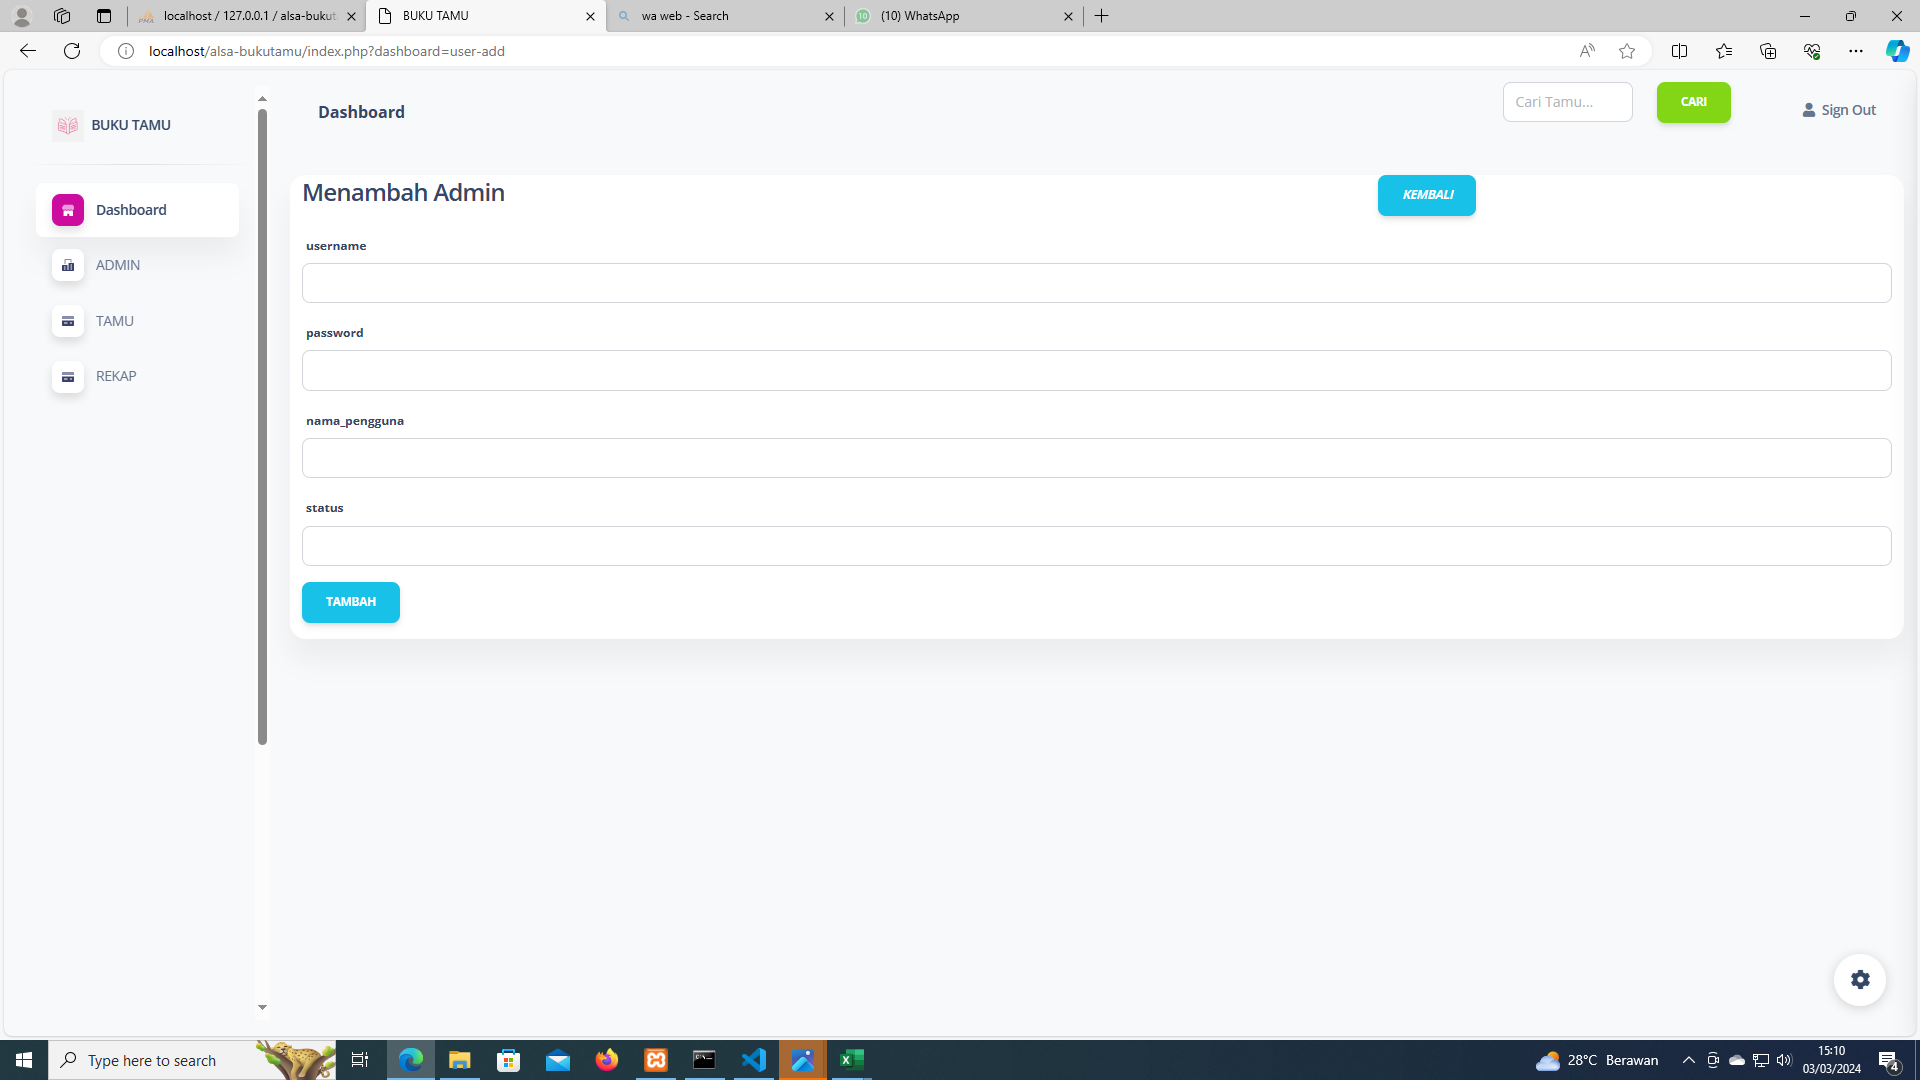 localhost / 127.0.0.1 / alsa-bukut
BUKU TAMU
wa web - Search
(10) WhatsApp
localhost/alsa-bukutamu/index.php?dashboard=user-add
BUKU TAMU
Dashboard
Cari Tamu...
CARI
Sign Out
Dashboard
ADMIN
TAMU
REKAP
Menambah Admin
KEMBALI
username
password
nama_pengguna
status
TAMBAH
Type here to search
28°C Berawan
15:10
03/03/2024
4